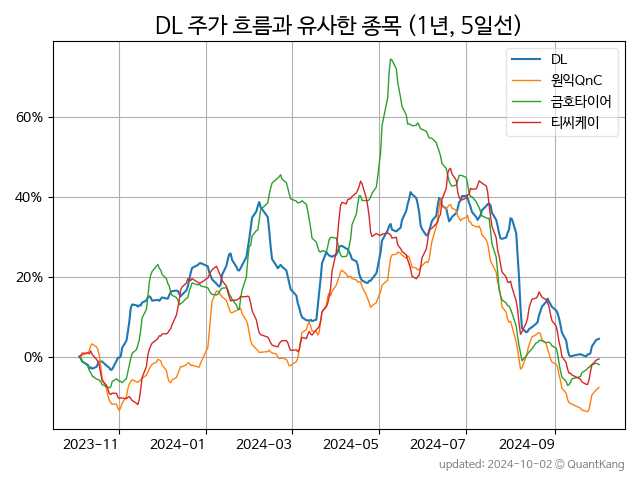 DL 주가 흐름과 유사한 종목 (1년, 5일선)
DL
원익QnC
금호타이어
티씨케이
60%
40%
20%
0%
2023-11 2024-01 2024-03 2024-05 2024-07 2024-09
updated: 2024-10-02 © QuantKang